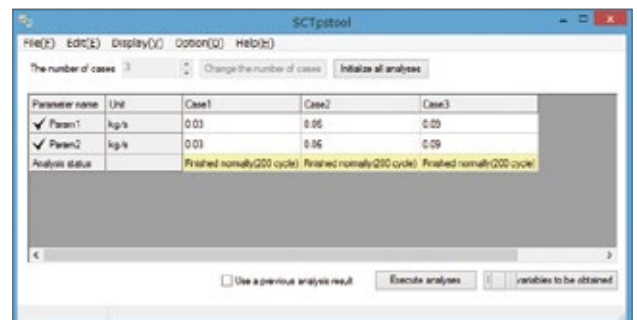 SCTpstool
File(F) Edit(E) Display(V) Option(O) Help(H)
The number of cases 3 Change the number of cases Initialize all analyses
Parameter name Unit Case1 Case2 Case3
Param1 kg/s 0.03 0.06 0.09
Param2 kg/s 0.03 0.06 0.09
Analysis status Finished normally(200 cycle) Finished normally(200 cycle) Finished normally(200 cycle)
Use a previous analysis result Execute analyses variables to be obtained